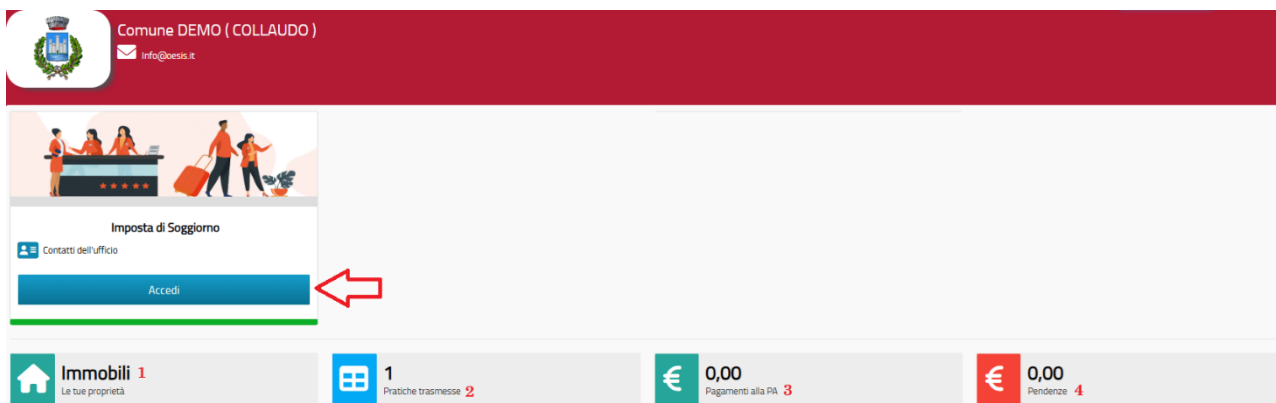 Comune DEMO ( COLLAUDO )
Info@oesis.it
Imposta di Soggiorno
Contatti dell'ufficio
Accedi
Immobili 1
Le tue proprietà
1
Pratiche trasmesse 2
0,00
Pagamenti alla PA 3
0,00
Pendenze 4